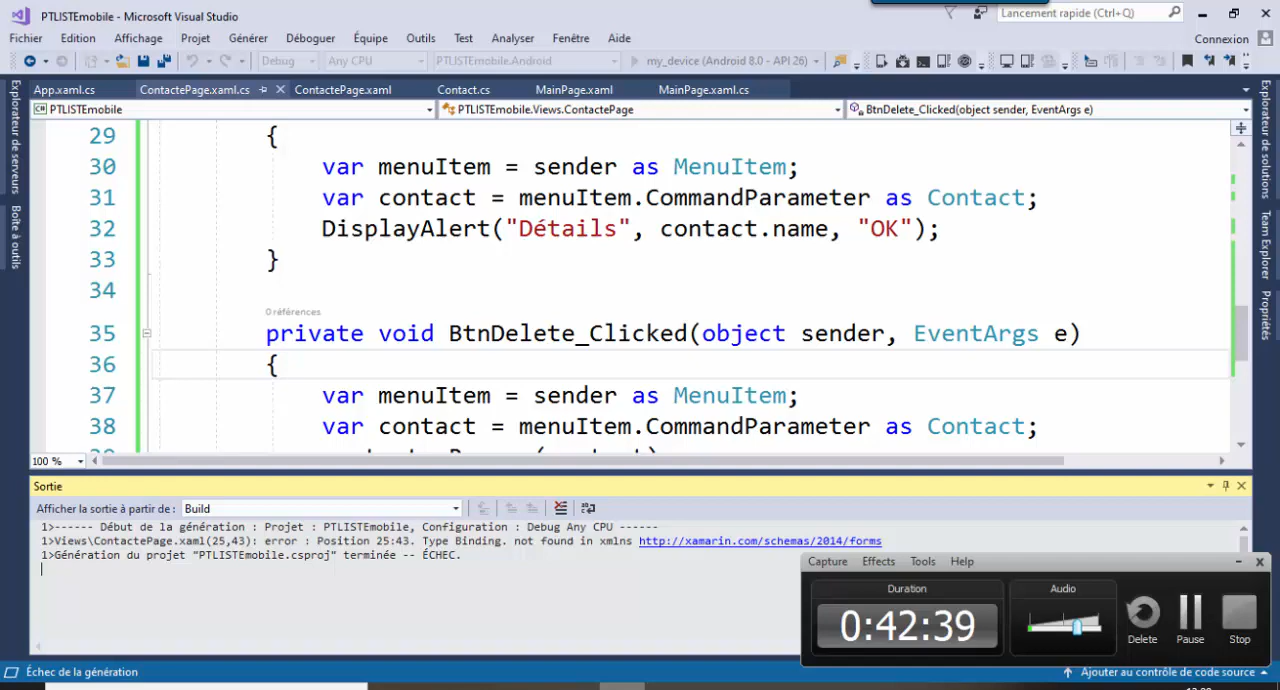 PTLISTEmobile - Microsoft Visual Studio
Lancement rapide (Ctrl+Q)
Fichier Edition Affichage Projet Générer Déboguer Équipe Outils Test Analyser Fenêtre Aide Connexion
Debug Any CPU PTLISTEmobile.Android my_device (Android 8.0 - API 26)
App.xaml.cs ContactePage.xaml.cs ContactePage.xaml Contact.cs MainPage.xaml MainPage.xaml.cs
PTLISTEmobile PTLISTEmobile.Views.ContactePage BtnDelete_Clicked(object sender, EventArgs e)
Explorateur de serveurs
Boîte à outils
Explorateur de solutions
Team Explorer
Propriétés
29 {
30 var menuItem = sender as MenuItem;
31 var contact = menuItem.CommandParameter as Contact;
32 DisplayAlert("Détails", contact.name, "OK");
33 }
34
0 références
35 private void BtnDelete_Clicked(object sender, EventArgs e)
36 {
37 var menuItem = sender as MenuItem;
38 var contact = menuItem.CommandParameter as Contact;
100 %
Sortie
Afficher la sortie à partir de : Build
1>------ Début de la génération : Projet : PTLISTEmobile, Configuration : Debug Any CPU ------
1>Views\ContactePage.xaml(25,43): error : Position 25:43. Type Binding. not found in xmlns http://xamarin.com/schemas/2014/forms
1>Génération du projet "PTLISTEmobile.csproj" terminée -- ÉCHEC.
Capture Effects Tools Help
Duration
0:42:39
Audio
Delete Pause Stop
Échec de la génération
Ajouter au contrôle de code source